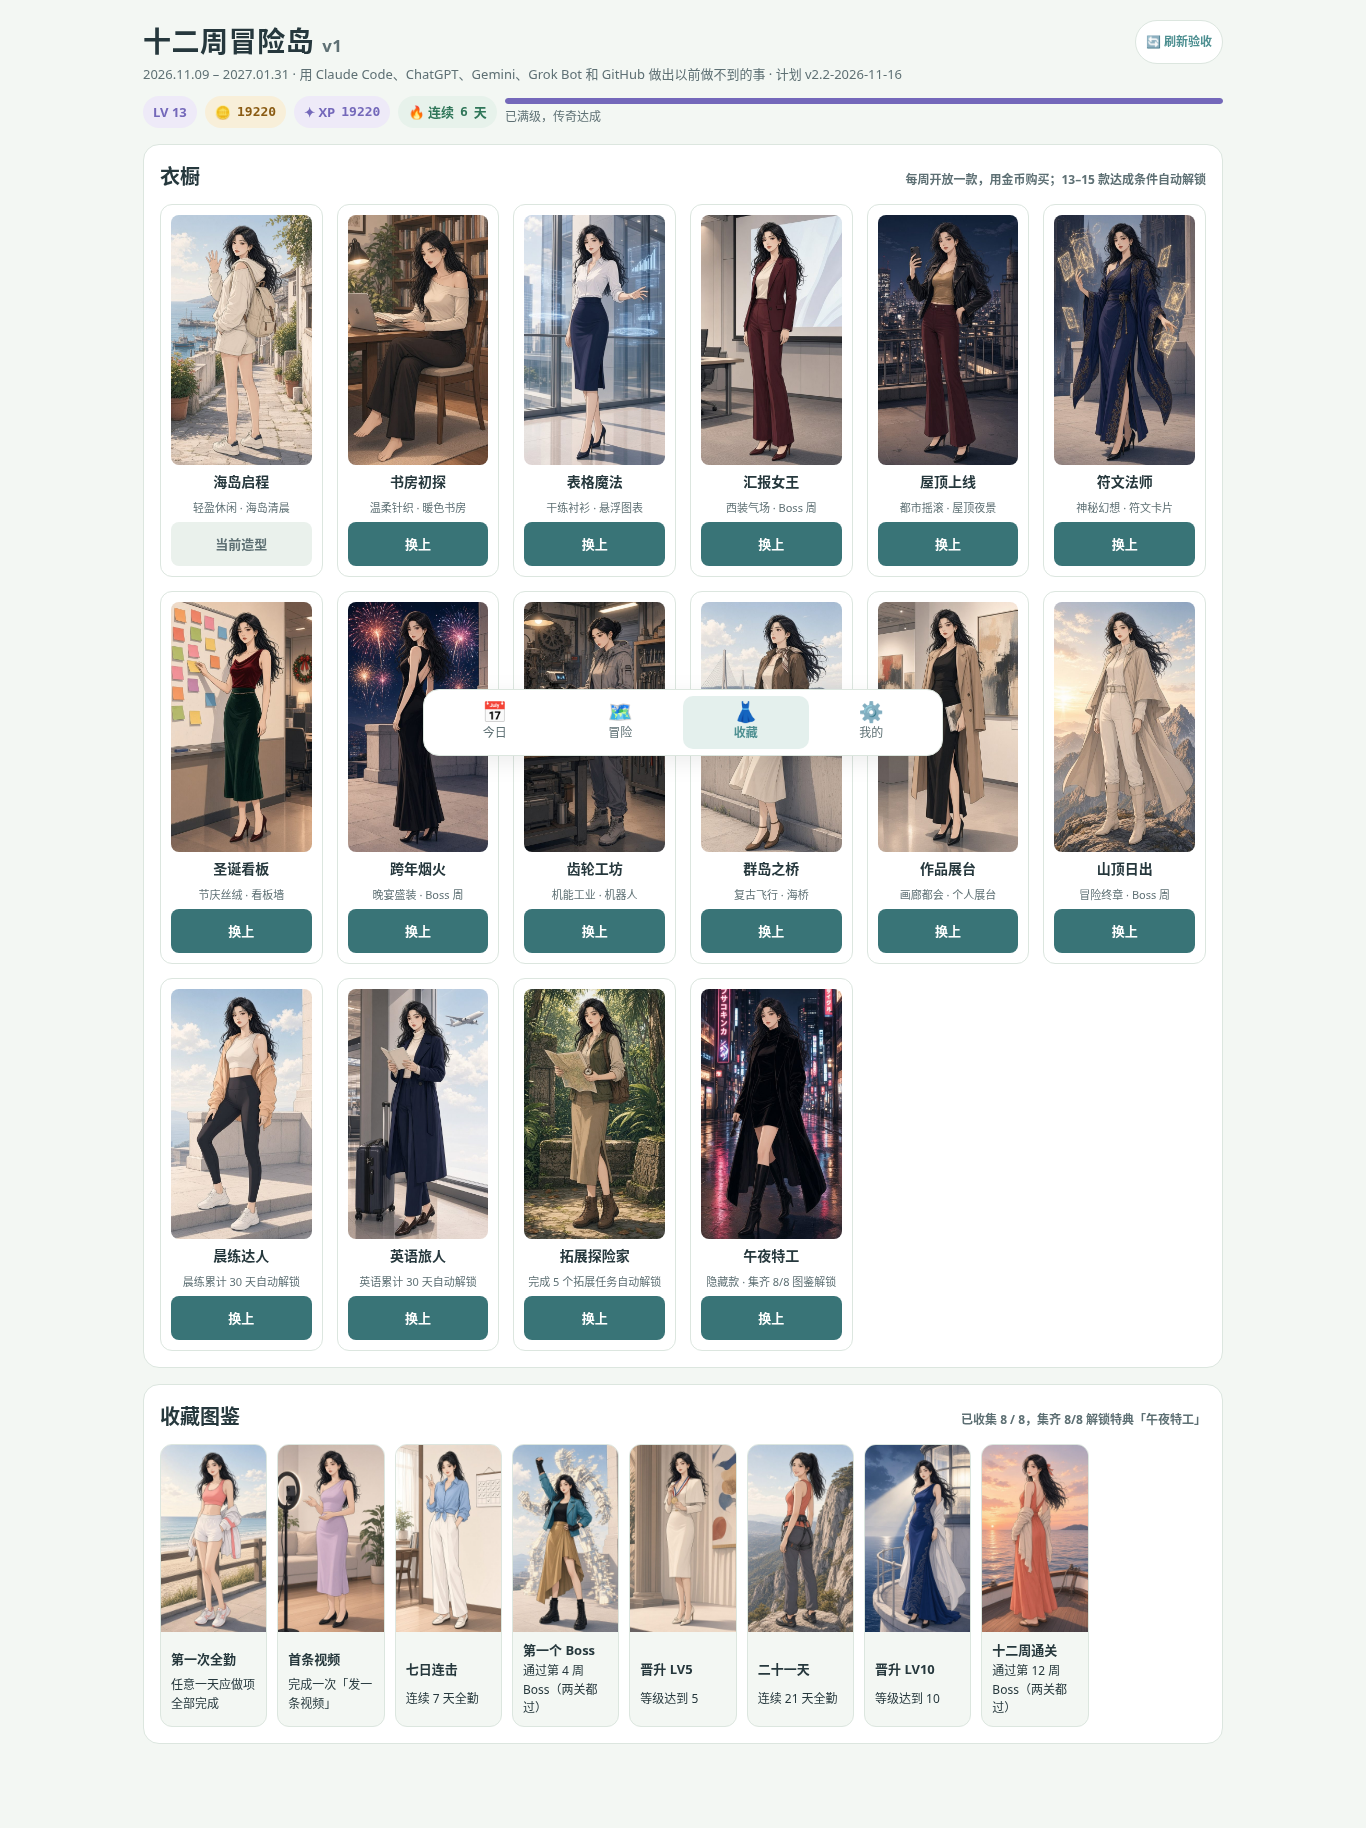 十二周冒险岛 v1
🔄 刷新验收
2026.11.09 – 2027.01.31 · 用 Claude Code、ChatGPT、Gemini、Grok Bot 和 GitHub 做出以前做不到的事 · 计划 v2.2-2026-11-16
LV 13
🪙 19220
✦ XP 19220
🔥 连续 6 天
已满级，传奇达成
衣橱
每周开放一款，用金币购买；13–15 款达成条件自动解锁
海岛启程
轻盈休闲 · 海岛清晨
当前造型
书房初探
温柔针织 · 暖色书房
换上
表格魔法
干练衬衫 · 悬浮图表
换上
汇报女王
西装气场 · Boss 周
换上
屋顶上线
都市摇滚 · 屋顶夜景
换上
符文法师
神秘幻想 · 符文卡片
换上
圣诞看板
节庆丝绒 · 看板墙
换上
跨年烟火
晚宴盛装 · Boss 周
换上
齿轮工坊
机能工业 · 机器人
换上
群岛之桥
复古飞行 · 海桥
换上
作品展台
画廊都会 · 个人展台
换上
山顶日出
冒险终章 · Boss 周
换上
📅 今日
🗺️ 冒险
👗 收藏
⚙️ 我的
晨练达人
晨练累计 30 天自动解锁
换上
英语旅人
英语累计 30 天自动解锁
换上
拓展探险家
完成 5 个拓展任务自动解锁
换上
午夜特工
隐藏款 · 集齐 8/8 图鉴解锁
换上
收藏图鉴
已收集 8 / 8，集齐 8/8 解锁特典「午夜特工」
第一次全勤
任意一天应做项
全部完成
首条视频
完成一次「发一
条视频」
七日连击
连续 7 天全勤
第一个 Boss
通过第 4 周
Boss（两关都
过）
晋升 LV5
等级达到 5
二十一天
连续 21 天全勤
晋升 LV10
等级达到 10
十二周通关
通过第 12 周
Boss（两关都
过）